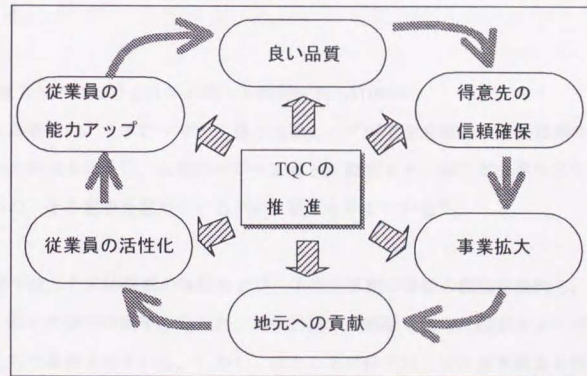 良い品質
得意先の
信頼確保
事業拡大
地元への貢献
従業員の活性化
従業員の
能力アップ
TQCの
推進